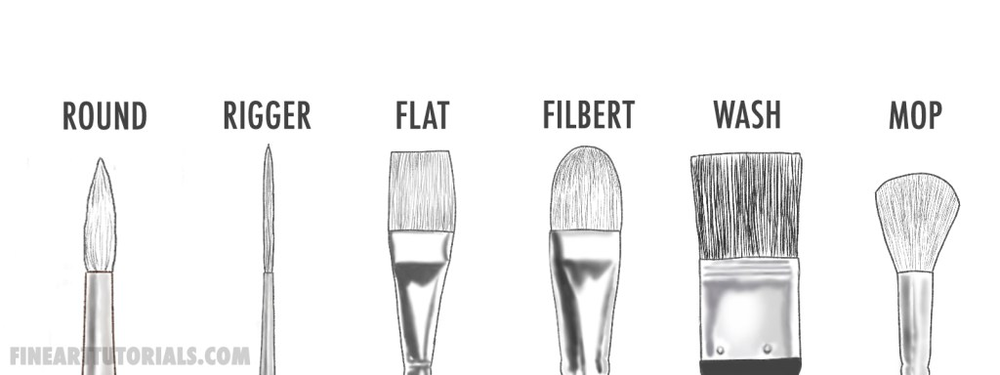 ROUND
RIGGER
FLAT
FILBERT
WASH
MOP
FINEARTTUTORIALS.COM